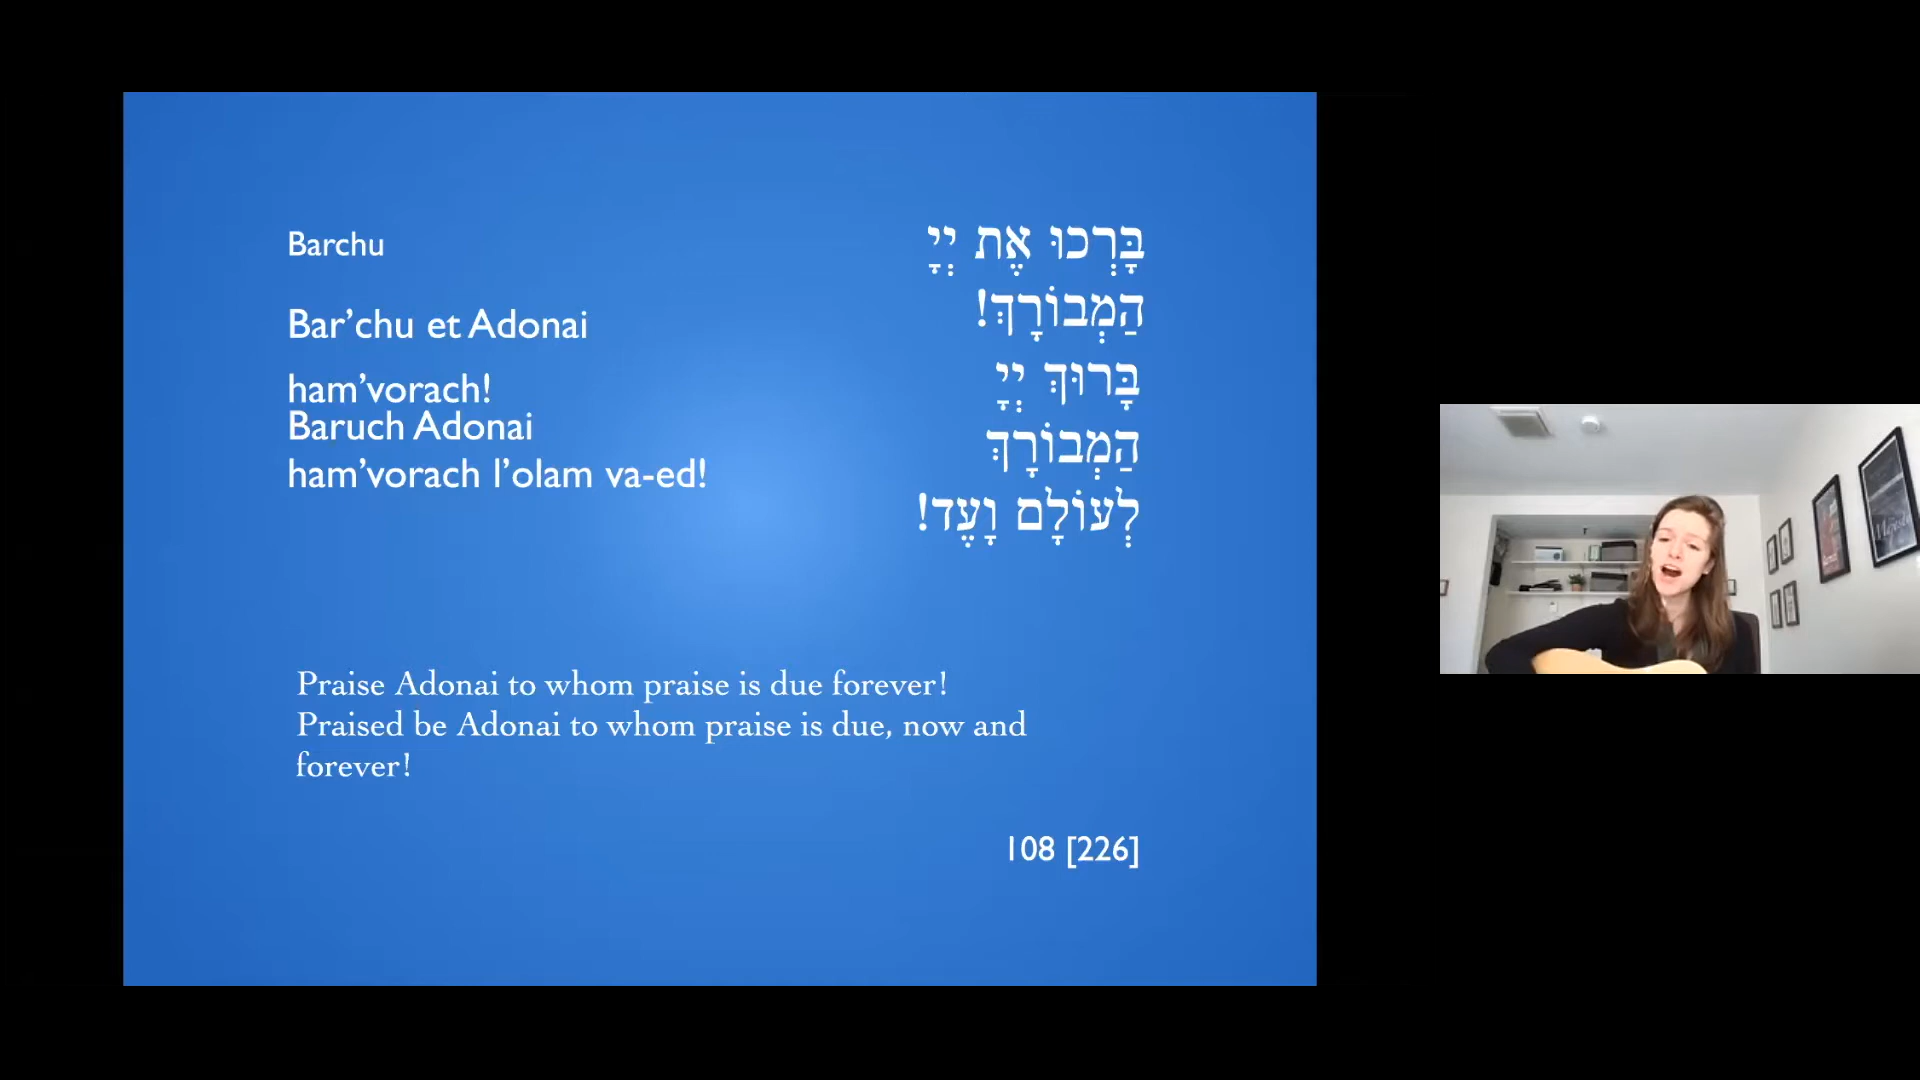 Barchu
Bar’chu et Adonai
ham’vorach!
Baruch Adonai
ham’vorach l’olam va-ed!
בָּרְכוּ אֶת יְיָ
הַמְבוֹרָךְ!
בָּרוּךְ יְיָ
הַמְבוֹרָךְ
לְעוֹלָם וָעֶד!
Praise Adonai to whom praise is due forever!
Praised be Adonai to whom praise is due, now and
forever!
108 [226]